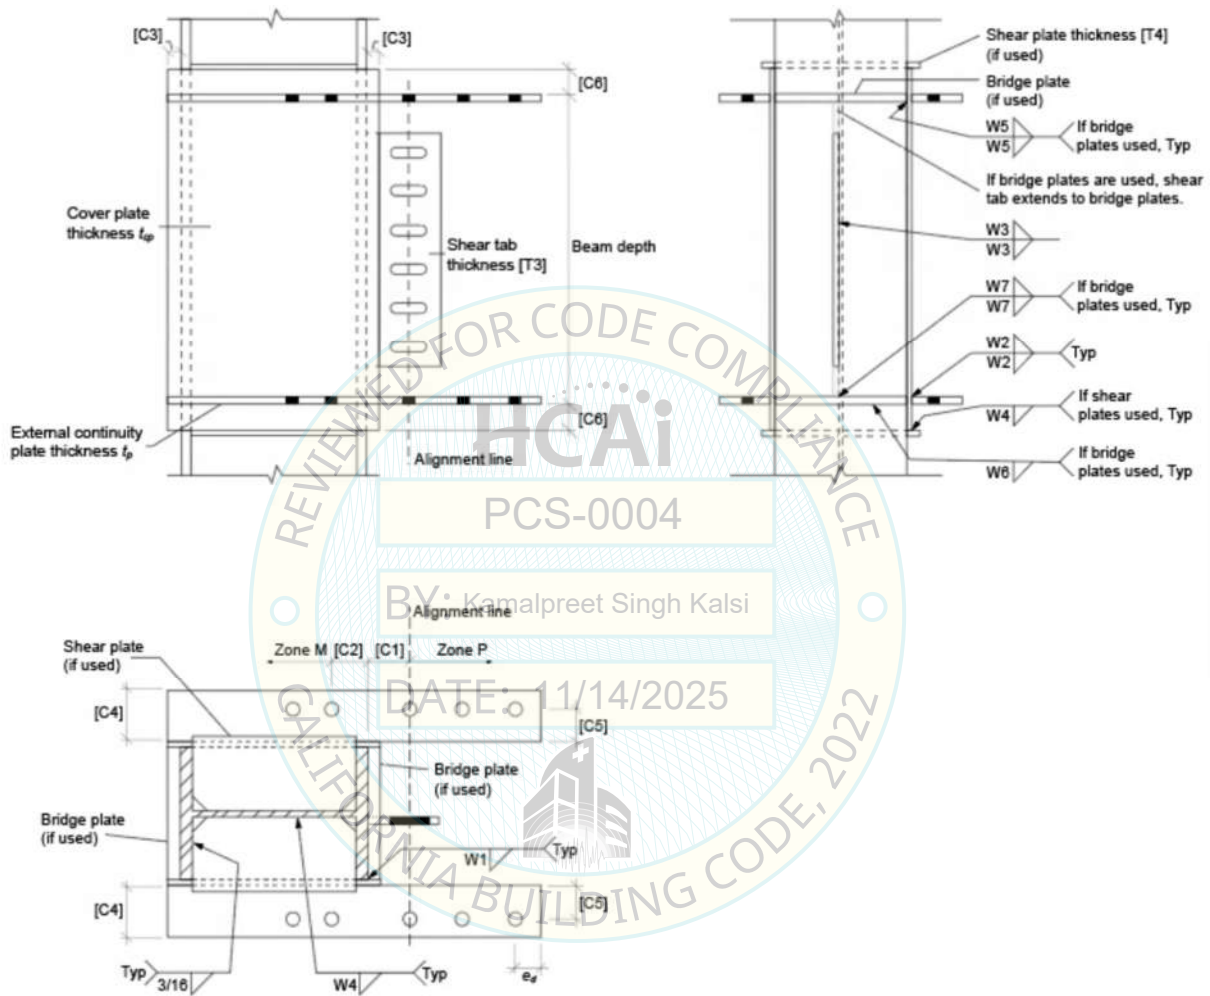 [C3]
[C3]
[C6]
Cover plate
thickness tcp
Shear tab
thickness [T3]
Beam depth
External continuity
plate thickness tp
[C6]
Alignment line
Shear plate thickness [T4]
(if used)
Bridge plate
(if used)
W5
W5
If bridge
plates used, Typ
If bridge plates are used, shear
tab extends to bridge plates.
W3
W3
W7
W7
If bridge
plates used, Typ
W2
W2
Typ
W4
If shear
plates used, Typ
W6
If bridge
plates used, Typ
REVIEWED FOR CODE COMPLIANCE
HCAi
PCS-0004
BY: Kamalpreet Singh Kalsi
DATE: 11/14/2025
CALIFORNIA BUILDING CODE, 2022
Alignment line
Shear plate
(if used)
Zone M
[C2]
[C1]
Zone P
[C4]
[C5]
Bridge plate
(if used)
Bridge plate
(if used)
W1
Typ
[C4]
[C5]
Typ
3/16
W4
Typ
ed